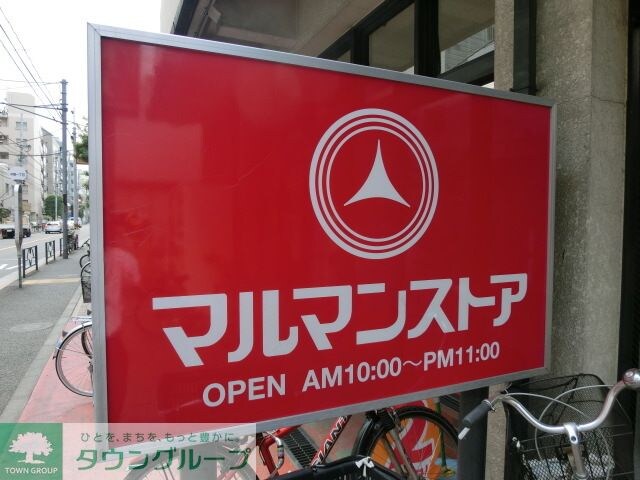 マルマンストア
OPEN AM10:00～PM11:00
ひとを、まちを、もっと豊かに。
タウングループ
TOWN GROUP
GIANT